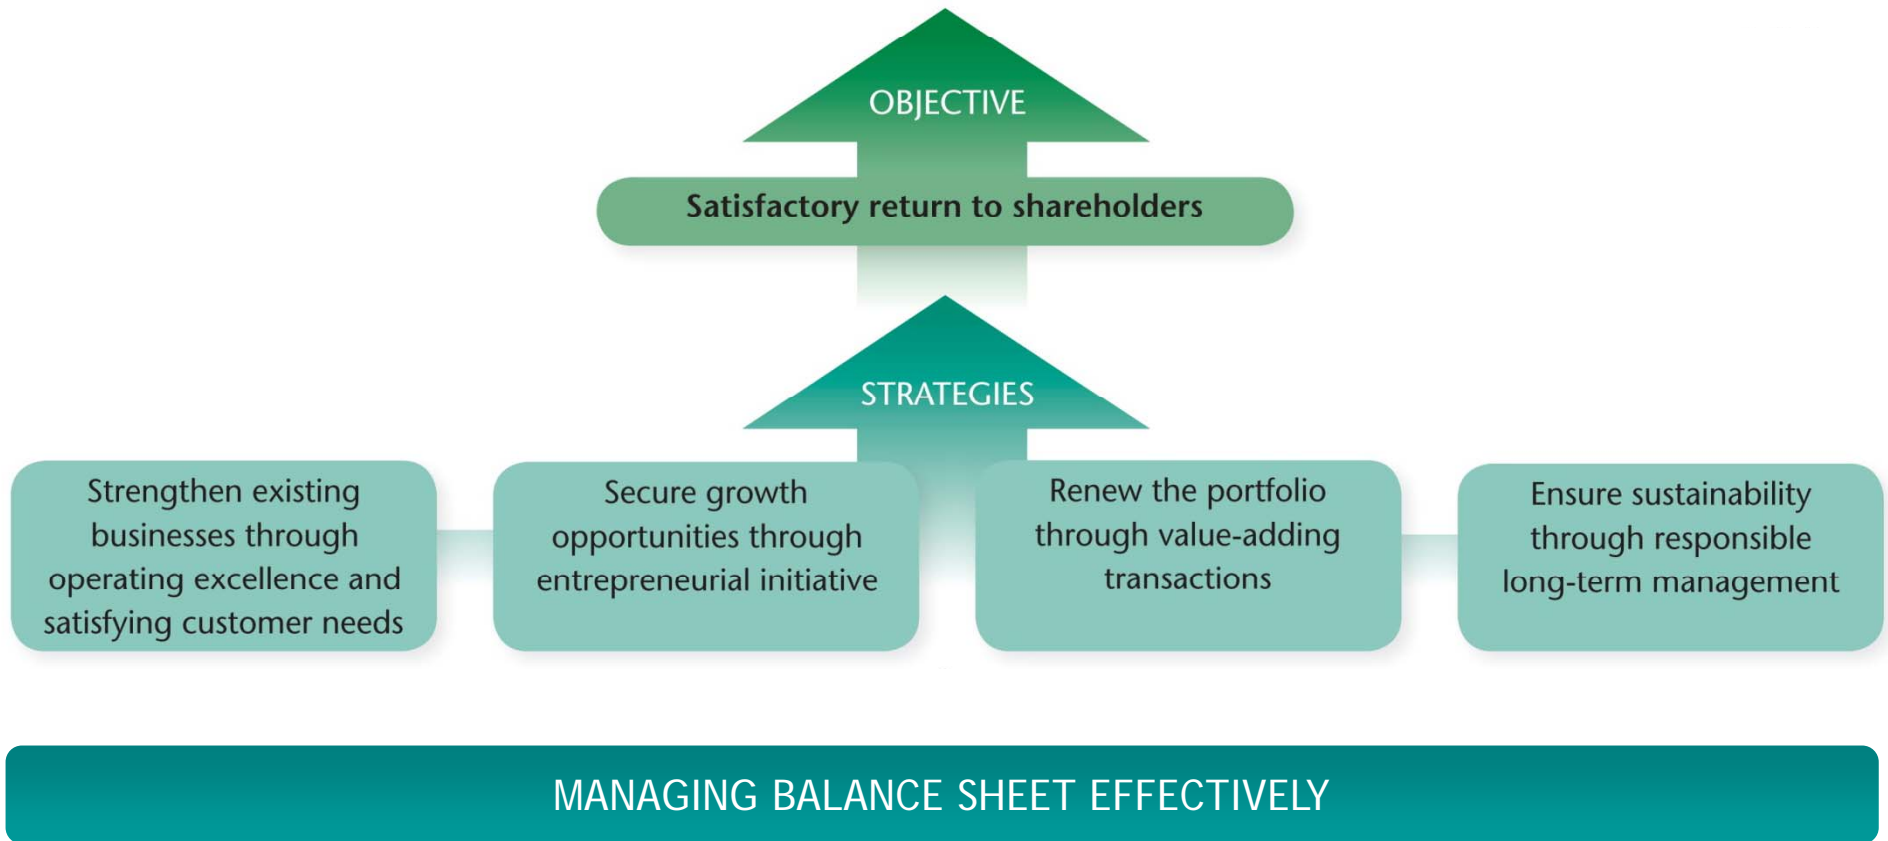 OBJECTIVE
Satisfactory return to shareholders
STRATEGIES
Strengthen existing
businesses through
operating excellence and
satisfying customer needs
Secure growth
opportunities through
entrepreneurial initiative
Renew the portfolio
through value-adding
transactions
Ensure sustainability
through responsible
long-term management
MANAGING BALANCE SHEET EFFECTIVELY